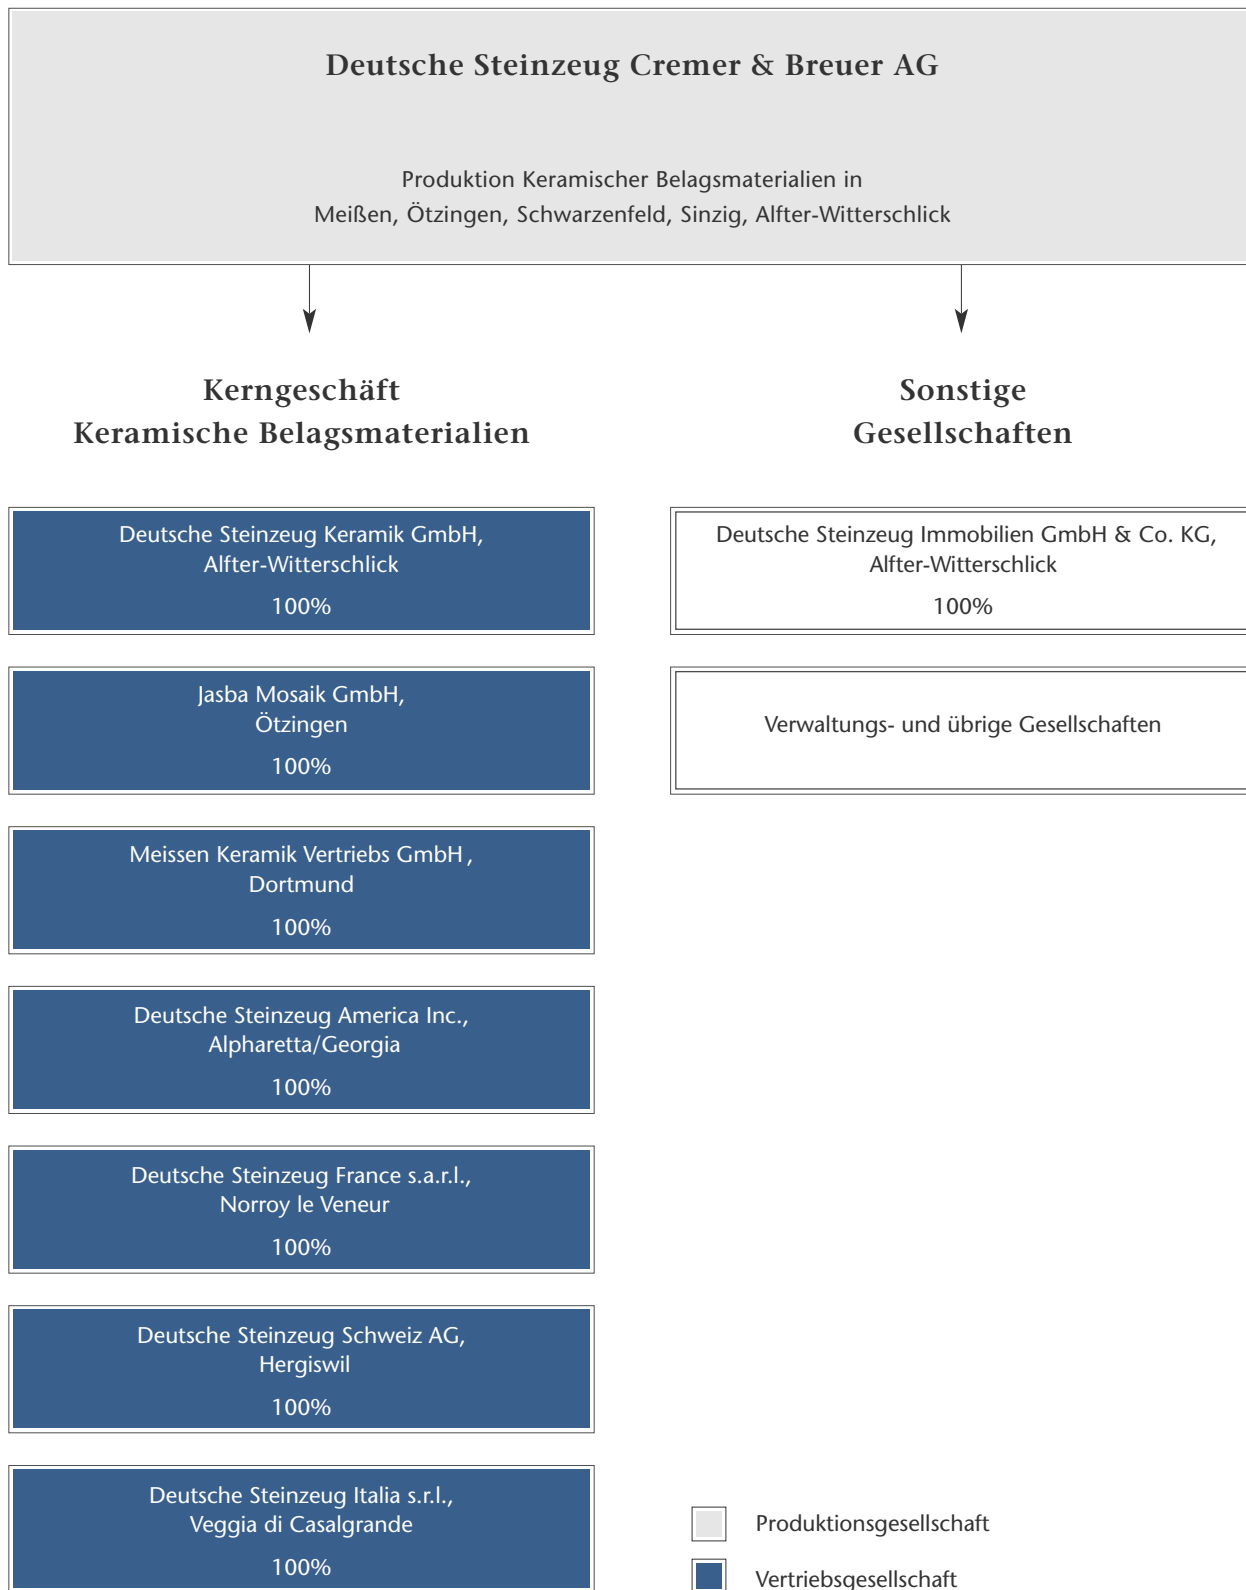 Deutsche Steinzeug Cremer & Breuer AG
Produktion Keramischer Belagsmaterialien in
Meißen, Ötzingen, Schwarzenfeld, Sinzig, Alfter-Witterschlick
Kerngeschäft
Keramische Belagsmaterialien
Deutsche Steinzeug Keramik GmbH,
Alfter-Witterschlick
100%
Jasba Mosaik GmbH,
Ötzingen
100%
Meissen Keramik Vertriebs GmbH ,
Dortmund
100%
Deutsche Steinzeug America Inc.,
Alpharetta/Georgia
100%
Deutsche Steinzeug France s.a.r.l.,
Norroy le Veneur
100%
Deutsche Steinzeug Schweiz AG,
Hergiswil
100%
Deutsche Steinzeug Italia s.r.l.,
Veggia di Casalgrande
100%
Sonstige
Gesellschaften
Deutsche Steinzeug Immobilien GmbH & Co. KG,
Alfter-Witterschlick
100%
Verwaltungs- und übrige Gesellschaften
Produktionsgesellschaft
Vertriebsgesellschaft